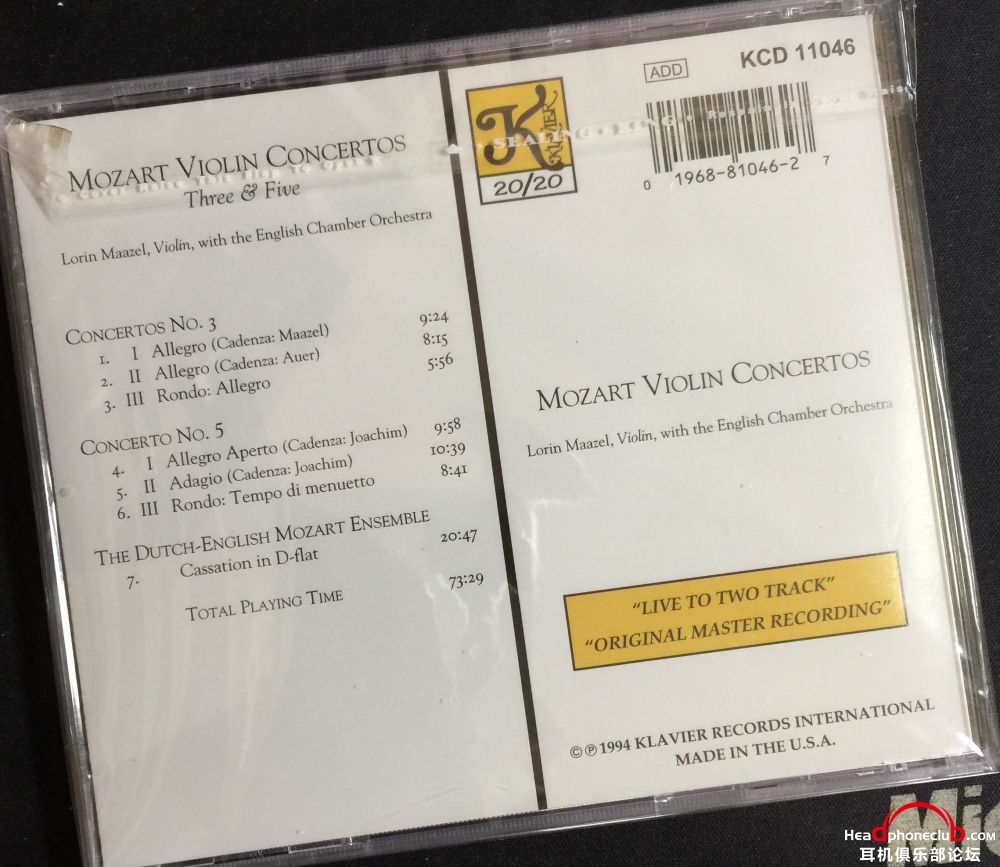 MOZART VIOLIN CONCERTOS
Three & Five
Lorin Maazel, Violin, with the English Chamber Orchestra
CONCERTOS NO. 3
1. I Allegro (Cadenza: Maazel) 9:24
2. II Allegro (Cadenza: Auer) 8:15
3. III Rondo: Allegro 5:56
CONCERTO NO. 5
4. I Allegro Aperto (Cadenza: Joachim) 9:58
5. II Adagio (Cadenza: Joachim) 10:39
6. III Rondo: Tempo di menuetto 8:41
THE DUTCH-ENGLISH MOZART ENSEMBLE
7. Cassation in D-flat 20:47
TOTAL PLAYING TIME 73:29
K KLAVIER
20/20
ADD
KCD 11046
SEALING KING
0 1968-81046-2 7
MOZART VIOLIN CONCERTOS
Lorin Maazel, Violin, with the English Chamber Orchestra
"LIVE TO TWO TRACK"
"ORIGINAL MASTER RECORDING"
©℗1994 KLAVIER RECORDS INTERNATIONAL
MADE IN THE U.S.A.
Mic
Headphoneclub.com
耳机俱乐部论坛